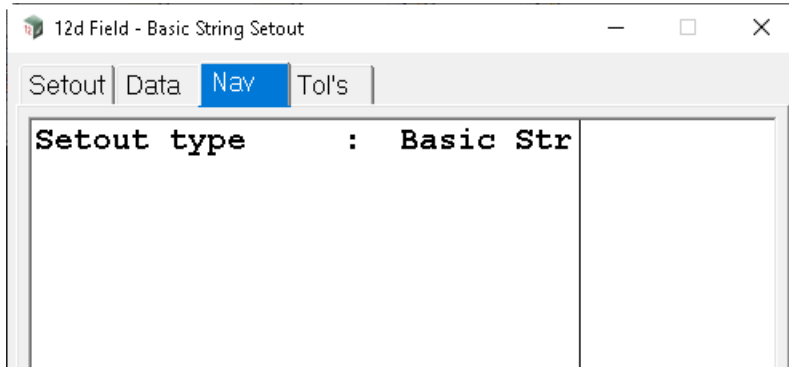 12d Field - Basic String Setout
Setout Data Nav Tol's
Setout type : Basic Str